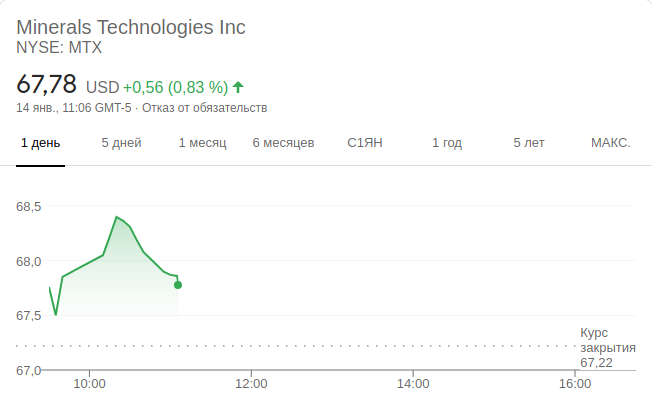 Minerals Technologies Inc
NYSE: MTX
67,78 USD +0,56 (0,83 %)
14 янв., 11:06 GMT-5 · Отказ от обязательств
1 день 5 дней 1 месяц 6 месяцев С1ЯН 1 год 5 лет МАКС.
68,5
68,0
67,5
Курс
закрытия
67,22
67,0
10:00 12:00 14:00 16:00